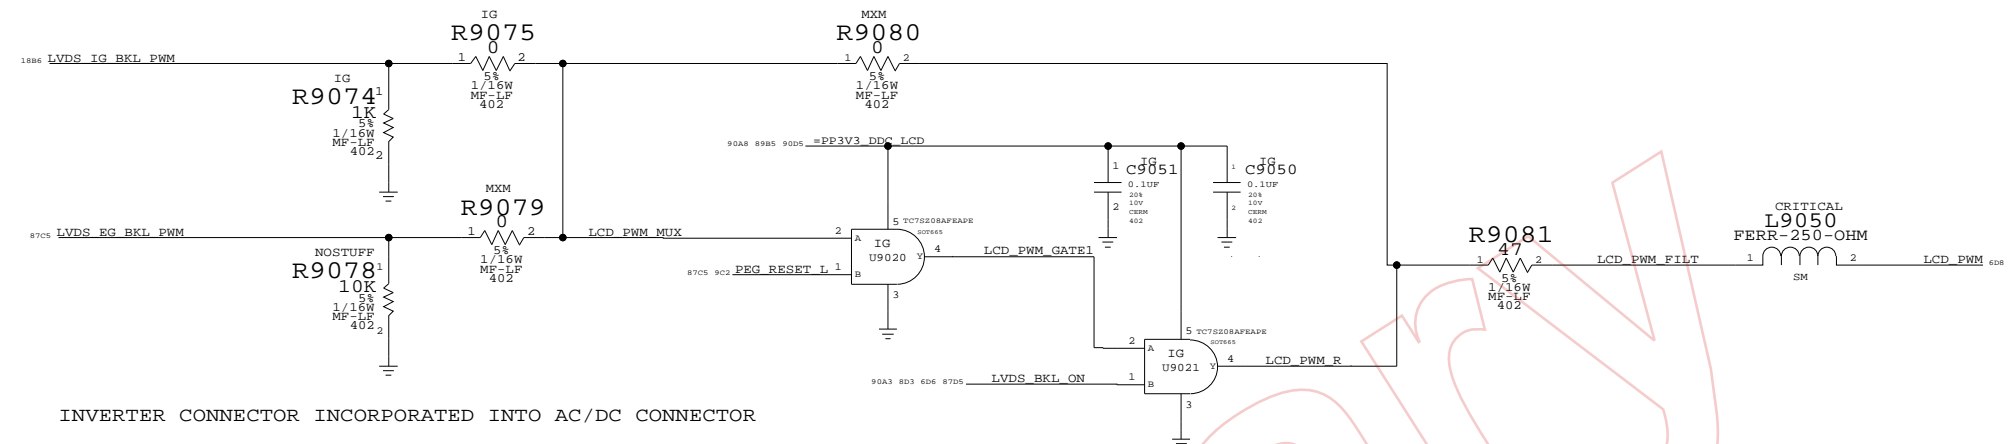 IG
R9075
0
1 2
5%
1/16W
MF-LF
402
MXM
R9080
0
1 2
5%
1/16W
MF-LF
402
18B6 LVDS_IG_BKL_PWM
IG
R9074
1K
5%
1/16W
MF-LF
402
1
2
90A8 89B5 90D5 =PP3V3_DDC_LCD
IG
C9051
0.1UF
20%
10V
CERM
402
1
2
IG
C9050
0.1UF
20%
10V
CERM
402
1
2
MXM
R9079
0
1 2
5%
1/16W
MF-LF
402
87C5 LVDS_EG_BKL_PWM
LCD_PWM_MUX
NOSTUFF
R9078
10K
5%
1/16W
MF-LF
402
1
2
5 TC7SZ08AFEAPE
SOT665
2 A
IG
U9020
Y 4
87C5 9C2 PEG_RESET_L 1 B
3
LCD_PWM_GATE1
CRITICAL
L9050
FERR-250-OHM
1 2
SM
R9081
47
1 2
5%
1/16W
MF-LF
402
LCD_PWM_FILT
LCD_PWM 6D8
5 TC7SZ08AFEAPE
SOT665
2 A
IG
U9021
Y 4
LCD_PWM_R
90A3 8D3 6D6 87D5 LVDS_BKL_ON 1 B
3
INVERTER CONNECTOR INCORPORATED INTO AC/DC CONNECTOR
ary